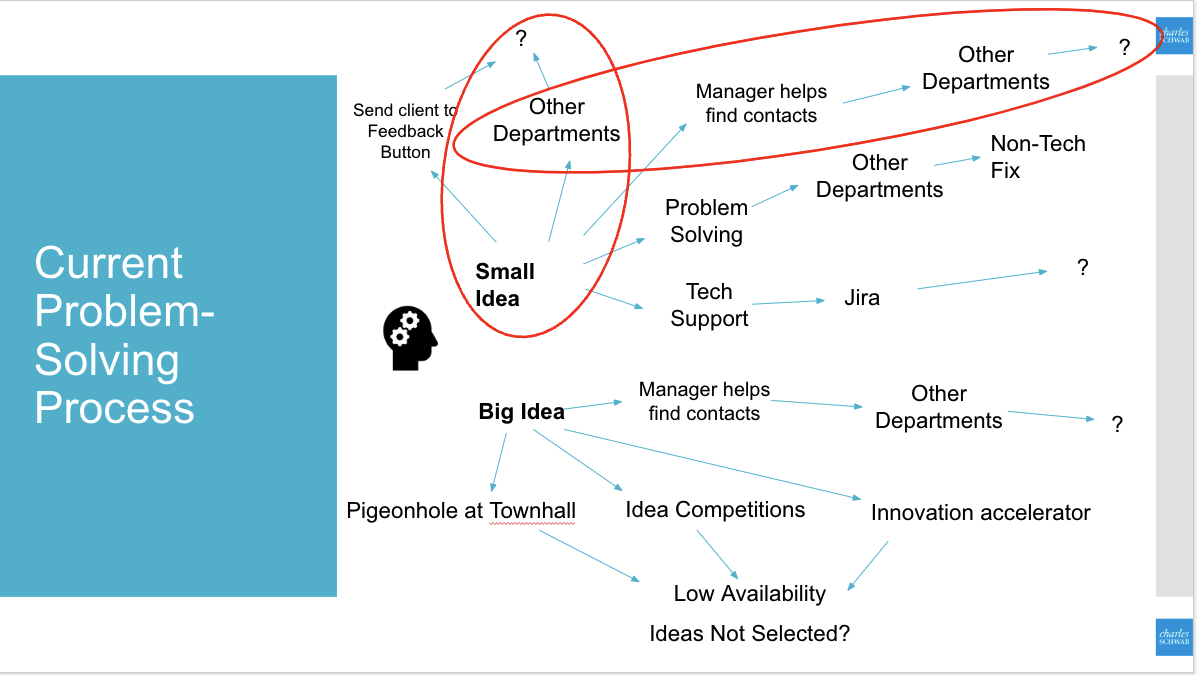 Current
Problem-
Solving
Process
?
Send client to
Feedback
Button
Other
Departments
Manager helps
find contacts
Other
Departments
?
charles
SCHWAB
Other
Departments
Non-Tech
Fix
Problem
Solving
Small
Idea
Tech
Support
Jira
?
Big Idea
Manager helps
find contacts
Other
Departments
?
Pigeonhole at Townhall
Idea Competitions
Innovation accelerator
Low Availability
Ideas Not Selected?
charles
SCHWAB